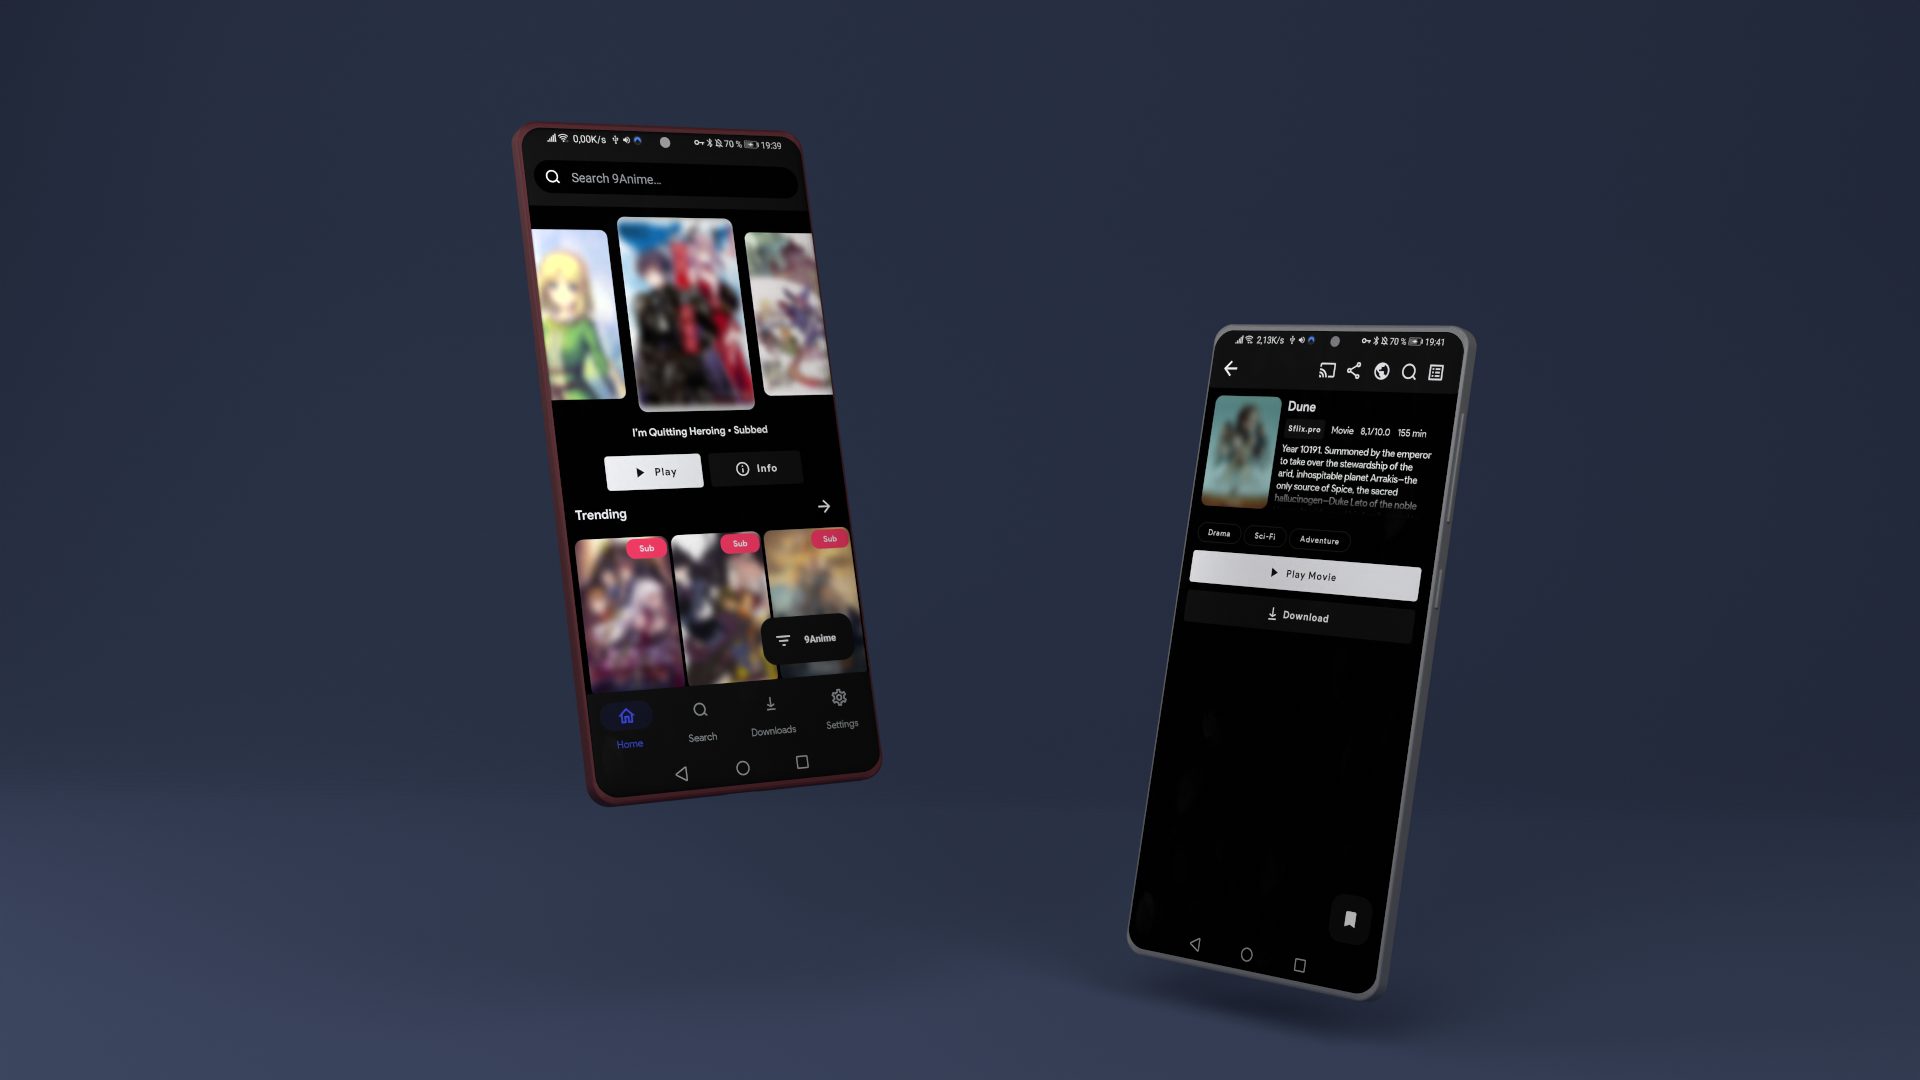 0,00K/s
70 %
19:39
Search 9Anime...
I'm Quitting Heroing • Subbed
Play
Info
Trending
Sub
Sub
Sub
9Anime
Home
Search
Downloads
Settings
2,13K/s
70 %
19:41
Dune
Sflix.pro Movie 8,1/10.0 155 min
Year 10191. Summoned by the emperor
to take over the stewardship of the
arid, inhospitable planet Arrakis—the
only source of Spice, the sacred
hallucinogen—Duke Leto of the noble
Drama
Sci-Fi
Adventure
Play Movie
Download